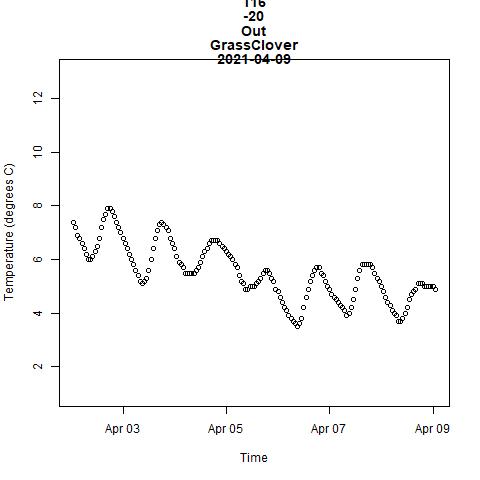 T16
-20
Out
GrassClover
2021-04-09
Temperature (degrees C)
12
10
8
6
4
2
Apr 03 Apr 05 Apr 07 Apr 09
Time